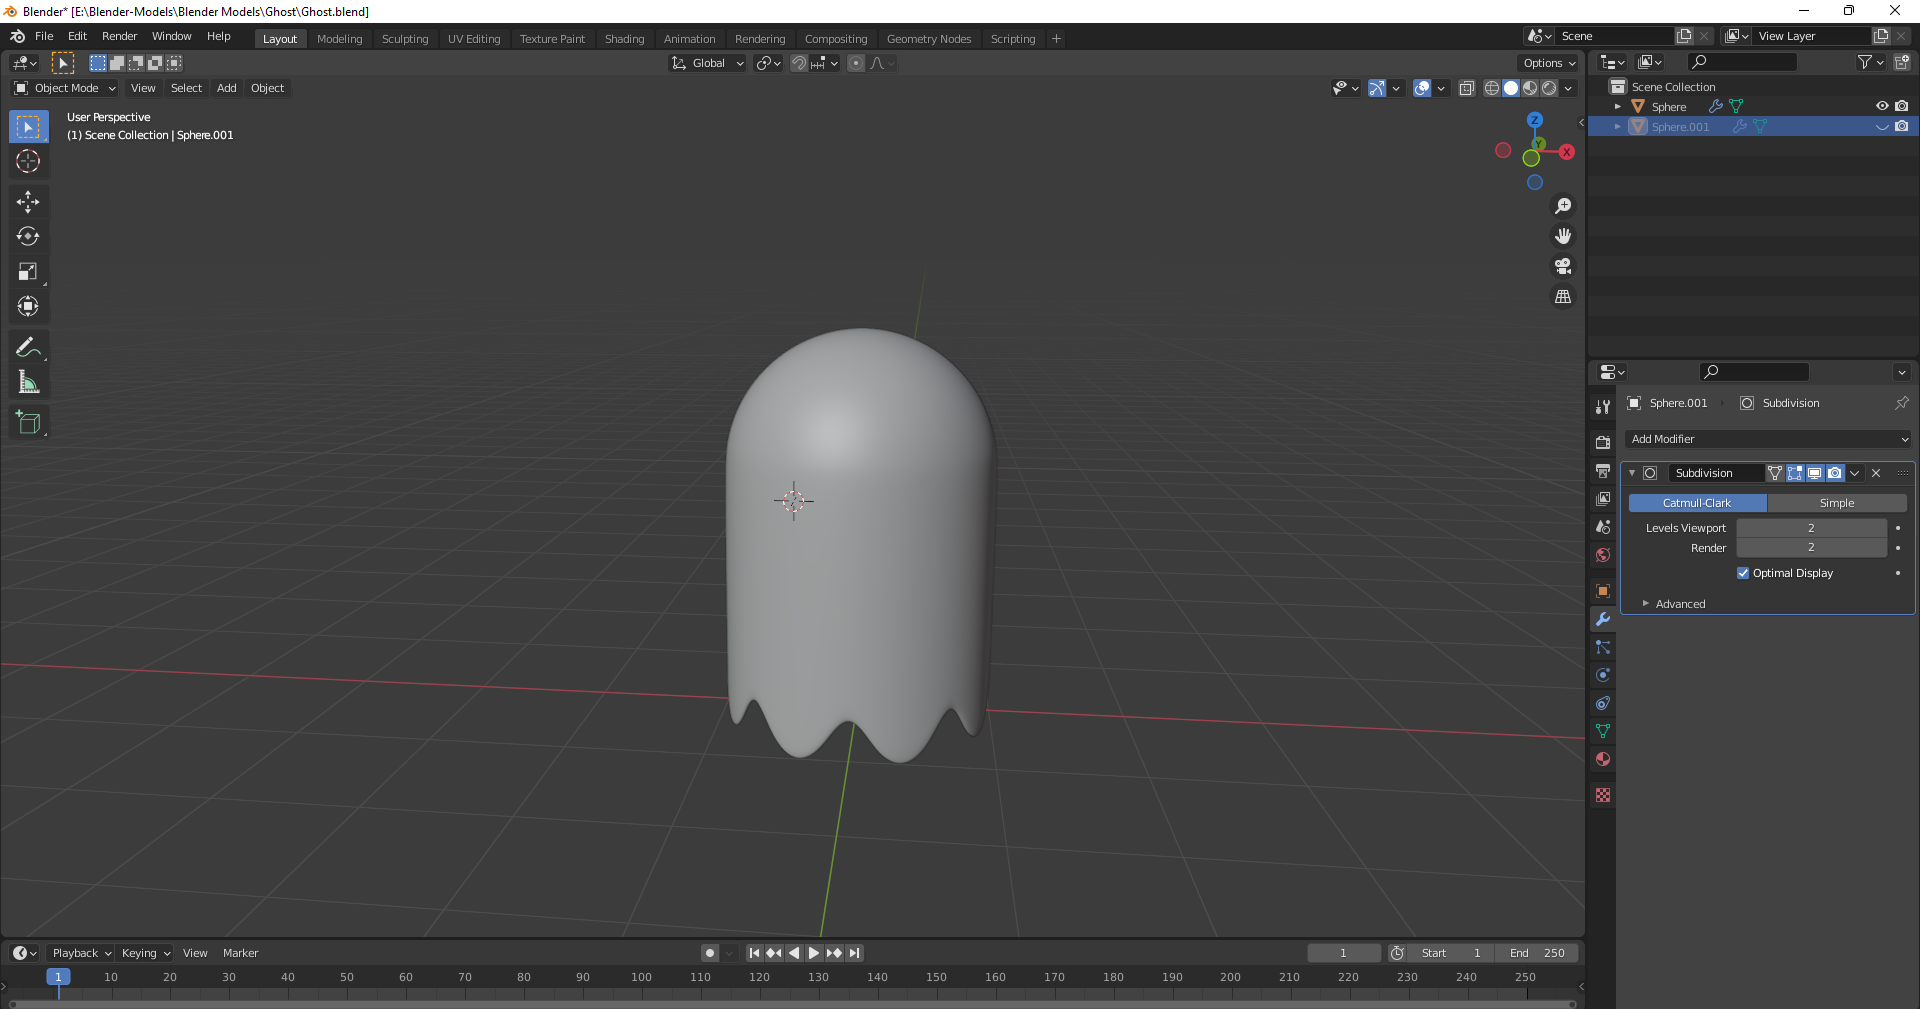 Blender* [E:\Blender-Models\Blender Models\Ghost\Ghost.blend]
File Edit Render Window Help Layout Modeling Sculpting UV Editing Texture Paint Shading Animation Rendering Compositing Geometry Nodes Scripting + Scene View Layer
Global Options
Object Mode View Select Add Object
User Perspective
(1) Scene Collection | Sphere.001
Z
Y
X
Scene Collection
Sphere
Sphere.001
Sphere.001 Subdivision
Add Modifier
Subdivision
Catmull-Clark Simple
Levels Viewport 2
Render 2
Optimal Display
Advanced
Playback Keying View Marker 1 Start 1 End 250
1 10 20 30 40 50 60 70 80 90 100 110 120 130 140 150 160 170 180 190 200 210 220 230 240 250